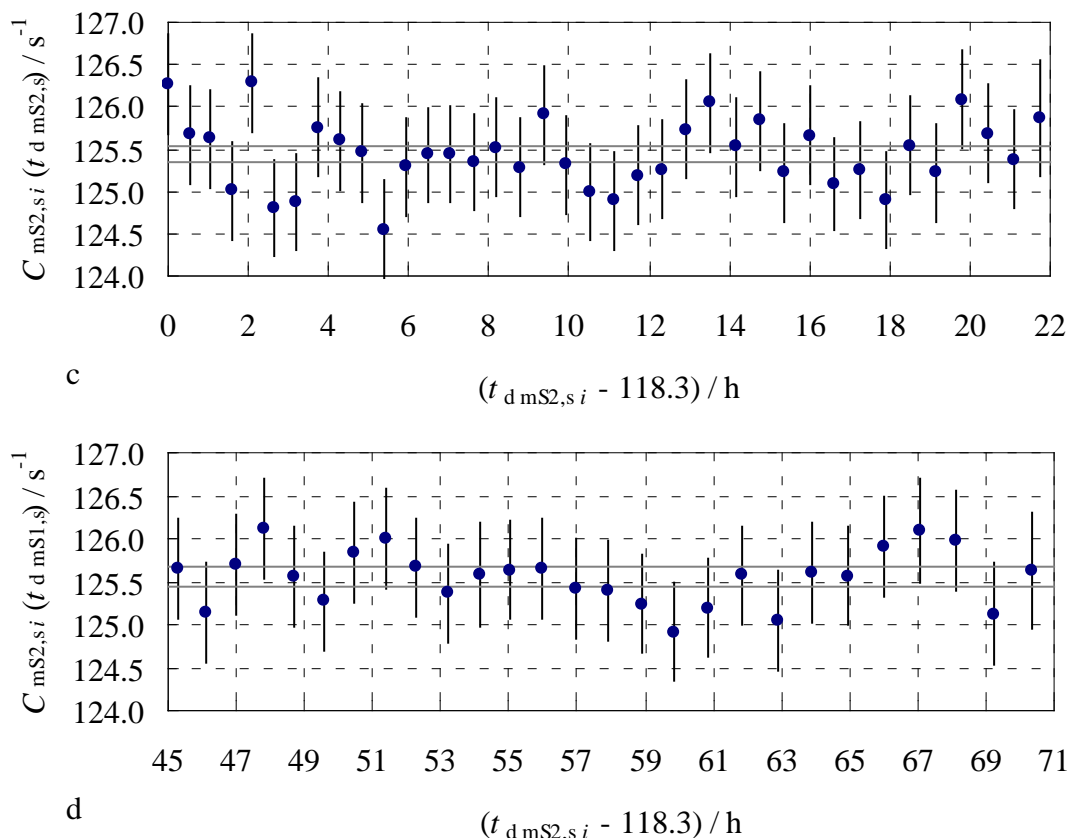 127.0
126.5
126.0
125.5
125.0
124.5
124.0
C mS2,s i (t d mS2,s) / s-1
0 2 4 6 8 10 12 14 16 18 20 22
c
(t d mS2,s i - 118.3) / h
127.0
126.5
126.0
125.5
125.0
124.5
124.0
C mS2,s i (t d mS1,s) / s-1
45 47 49 51 53 55 57 59 61 63 65 67 69 71
d
(t d mS2,s i - 118.3) / h